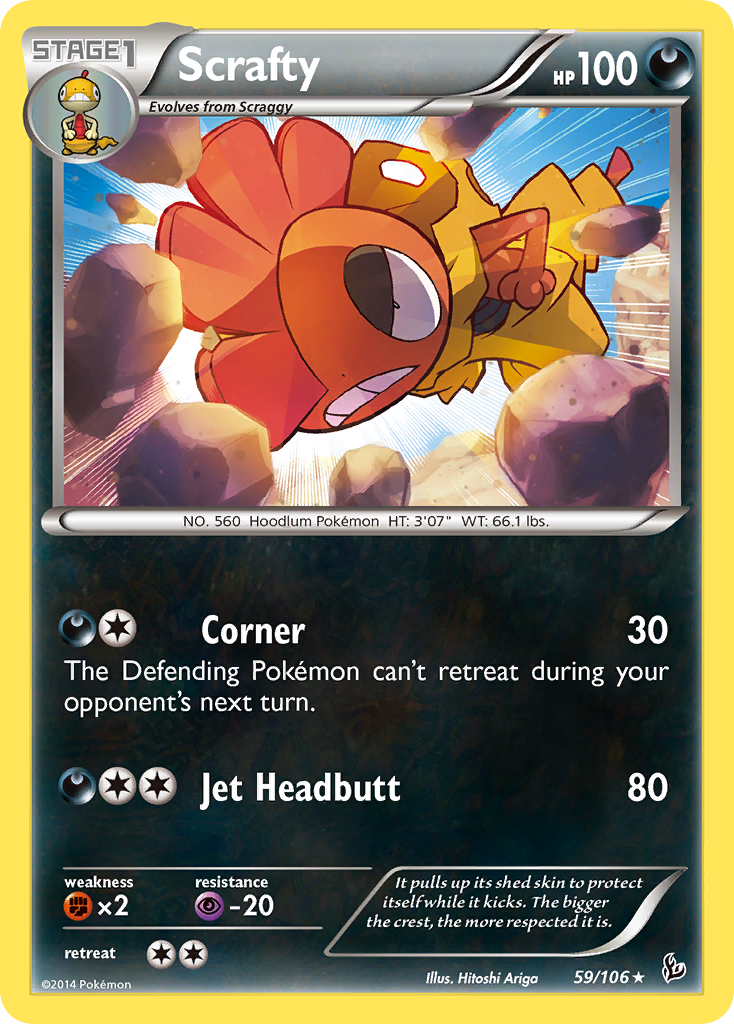 STAGE1
Scrafty
HP100
Evolves from Scraggy
NO. 560 Hoodlum Pokémon HT: 3'07" WT: 66.1 lbs.
Corner 30
The Defending Pokémon can't retreat during your
opponent's next turn.
Jet Headbutt 80
weakness
×2
resistance
-20
retreat
It pulls up its shed skin to protect
itself while it kicks. The bigger
the crest, the more respected it is.
©2014 Pokémon
Illus. Hitoshi Ariga
59/106 ★